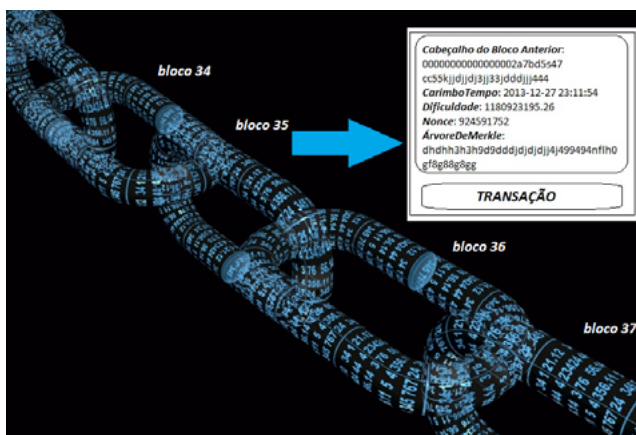 bloco 34
bloco 35
bloco 36
bloco 37
Cabeçalho do Bloco Anterior:
00000000000000002a7bd5s47
cc55kjjdjjdj3jj33jdddjjj444
CarimboTempo: 2013-12-27 23:11:54
Dificuldade: 1180923195.26
Nonce: 924591752
ÁrvoreDeMerkle:
dhdhh3h3h9d9dddjdjdjdjj4j499494nflh0
gf8g88g8gg
TRANSAÇÃO